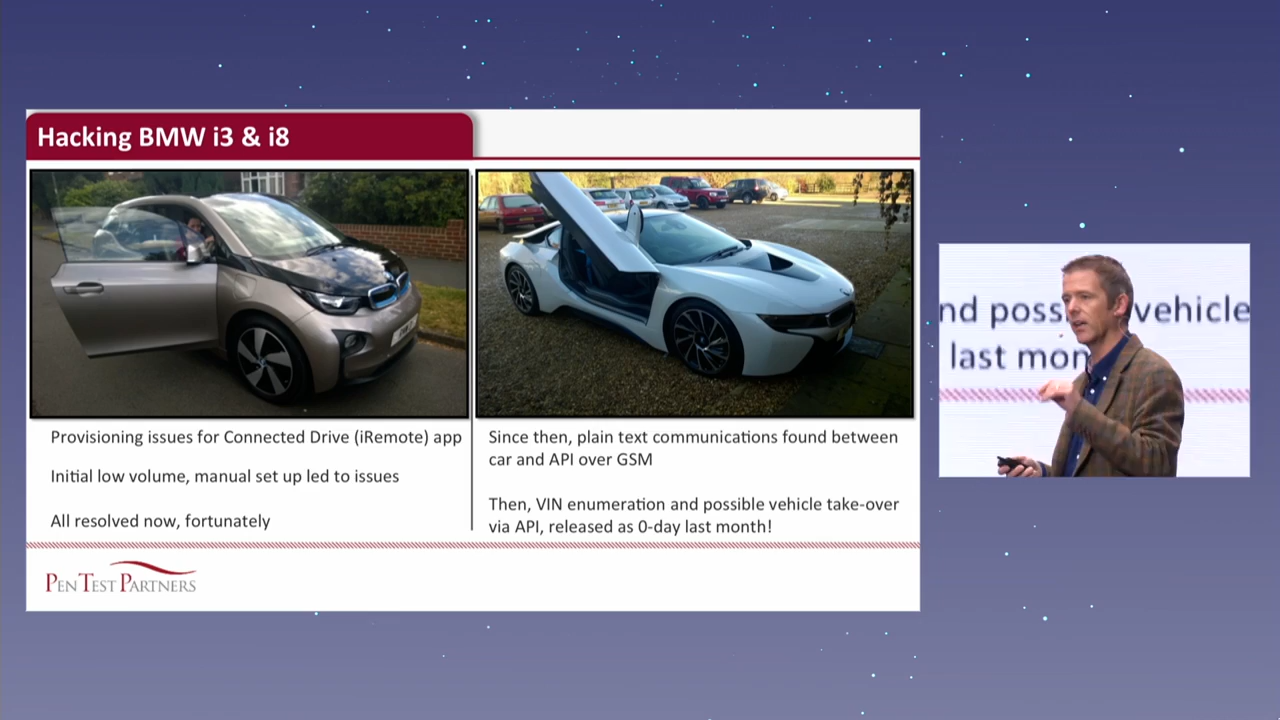 Hacking BMW i3 & i8
Provisioning issues for Connected Drive (iRemote) app
Initial low volume, manual set up led to issues
All resolved now, fortunately
Since then, plain text communications found between
car and API over GSM
Then, VIN enumeration and possible vehicle take-over
via API, released as 0-day last month!
PEN TEST PARTNERS
nd poss vehicle
last mon